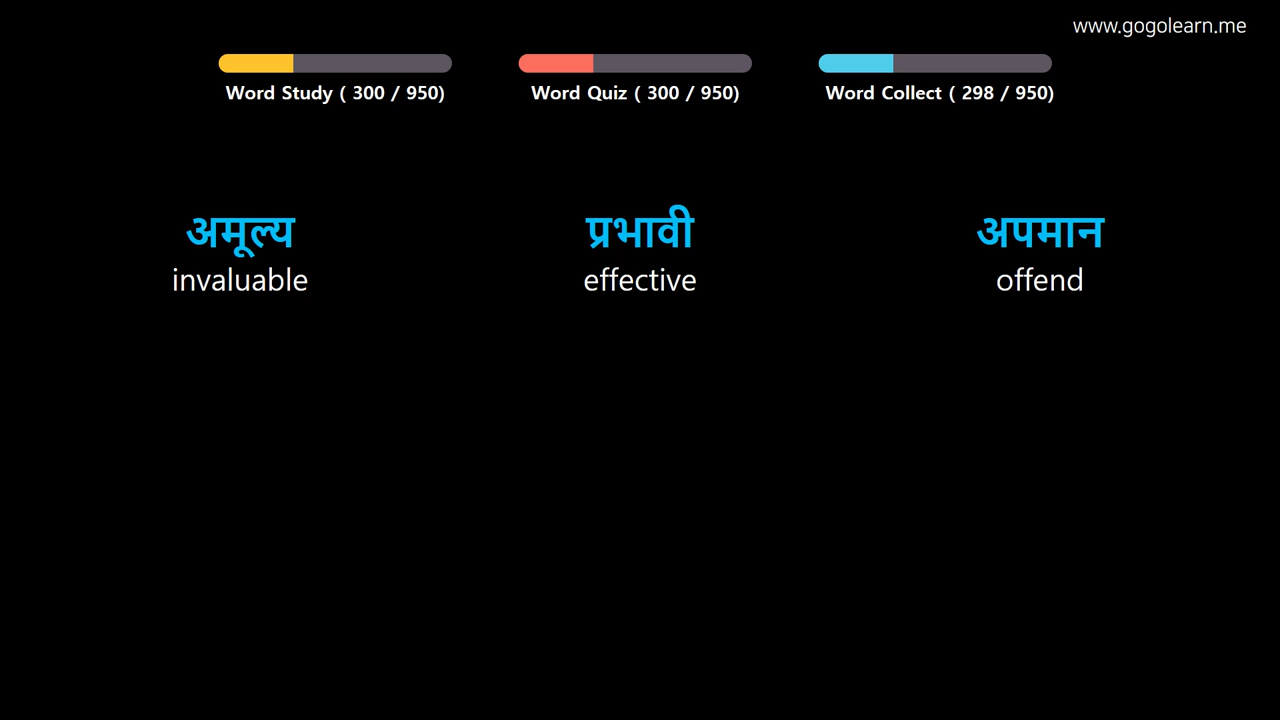 www.gogolearn.me
Word Study ( 300 / 950)
Word Quiz ( 300 / 950)
Word Collect ( 298 / 950)
अमूल्य
invaluable
प्रभावी
effective
अपमान
offend